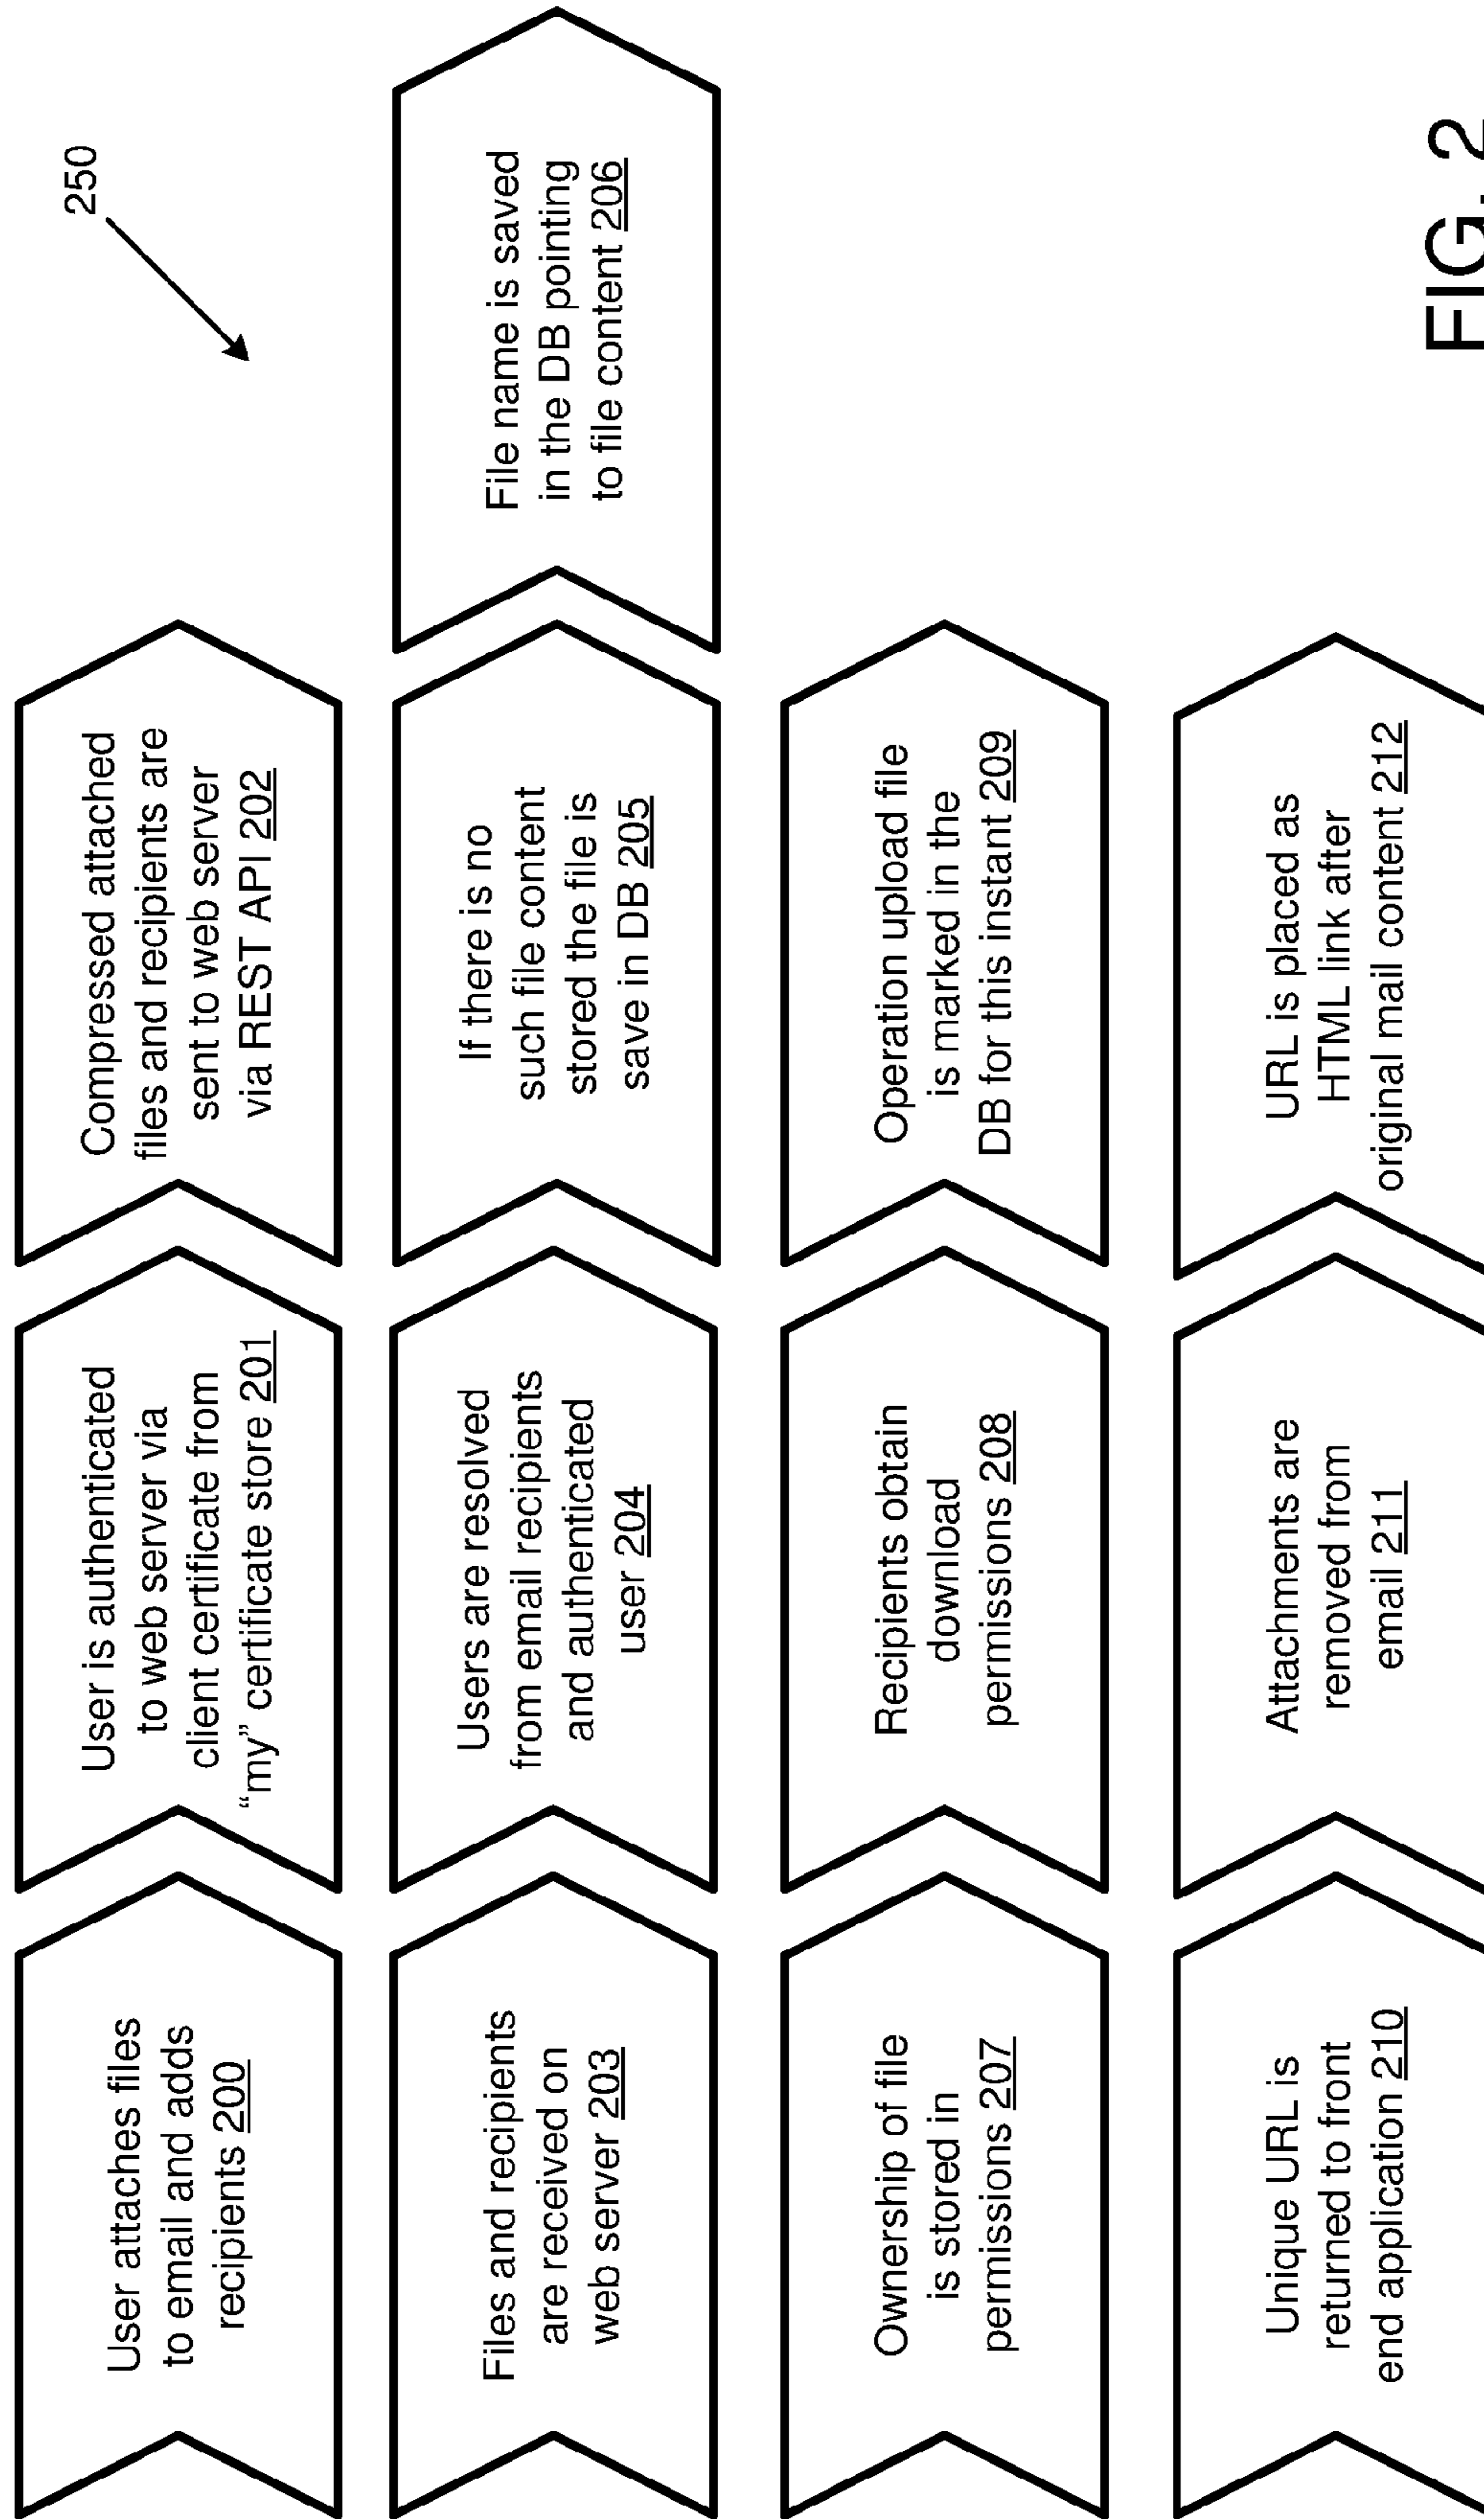 250
User attaches files
to email and adds
recipients 200
User is authenticated
to web server via
client certificate from
“my” certificate store 201
Compressed attached
files and recipients are
sent to web server
via REST API 202
Files and recipients
are received on
web server 203
Users are resolved
from email recipients
and authenticated
user 204
If there is no
such file content
stored the file is
save in DB 205
File name is saved
in the DB pointing
to file content 206
Ownership of file
is stored in
permissions 207
Recipients obtain
download
permissions 208
Operation upload file
is marked in the
DB for this instant 209
Unique URL is
returned to front
end application 210
Attachments are
removed from
email 211
URL is placed as
HTML link after
original mail content 212
FIG. 2